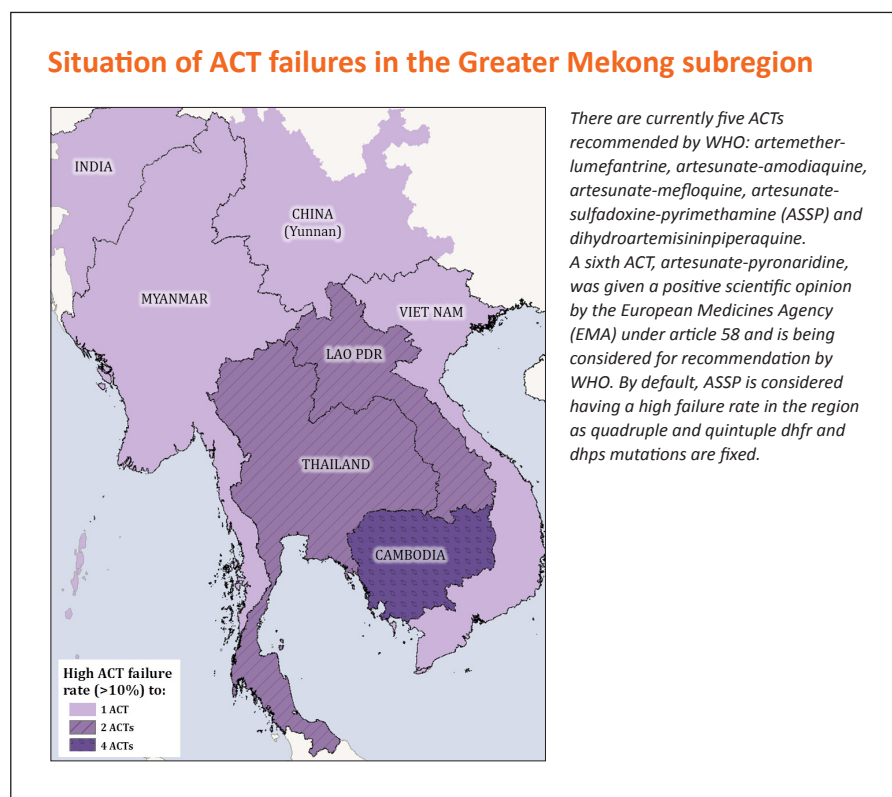 Situation of ACT failures in the Greater Mekong subregion
There are currently five ACTs
recommended by WHO: artemether-
lumefantrine, artesunate-amodiaquine,
artesunate-mefloquine, artesunate-
sulfadoxine-pyrimethamine (ASSP) and
dihydroartemisininpiperaquine.
A sixth ACT, artesunate-pyronaridine,
was given a positive scientific opinion
by the European Medicines Agency
(EMA) under article 58 and is being
considered for recommendation by
WHO. By default, ASSP is considered
having a high failure rate in the region
as quadruple and quintuple dhfr and
dhps mutations are fixed.
INDIA
CHINA
(Yunnan)
MYANMAR
VIET NAM
LAO PDR
THAILAND
CAMBODIA
High ACT failure
rate (>10%) to:
1 ACT
2 ACTs
4 ACTs